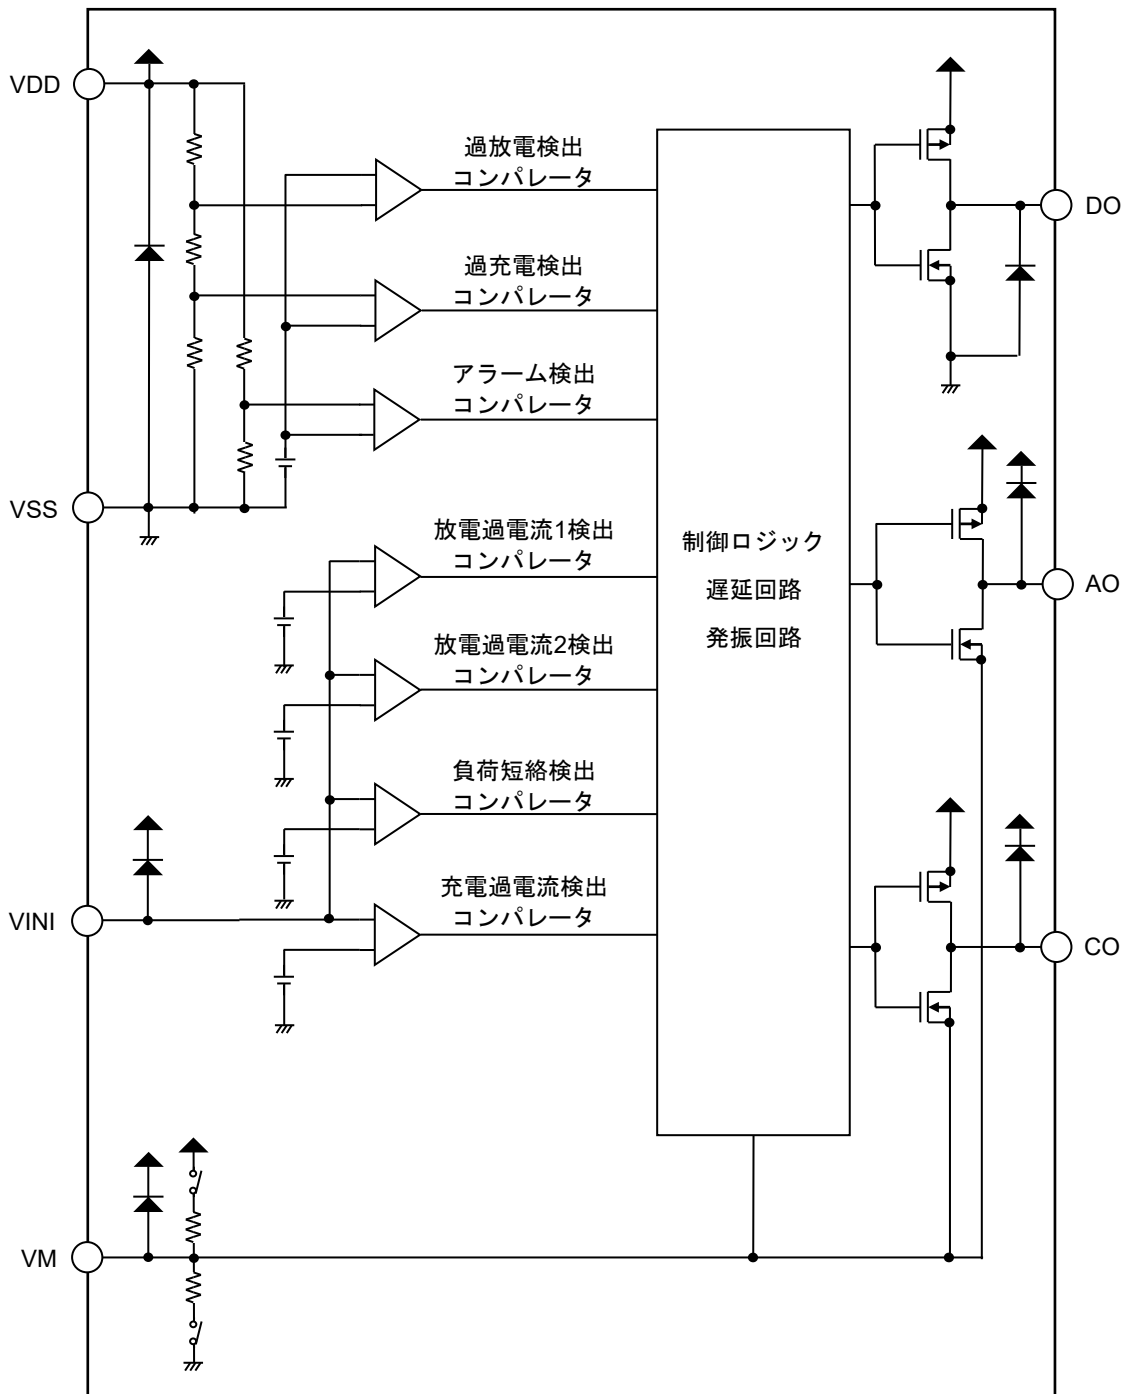 VDD
過放電検出
コンパレータ
DO
過充電検出
コンパレータ
アラーム検出
コンパレータ
VSS
放電過電流1検出
コンパレータ
制御ロジック
遅延回路
発振回路
AO
放電過電流2検出
コンパレータ
負荷短絡検出
コンパレータ
VINI
充電過電流検出
コンパレータ
CO
VM